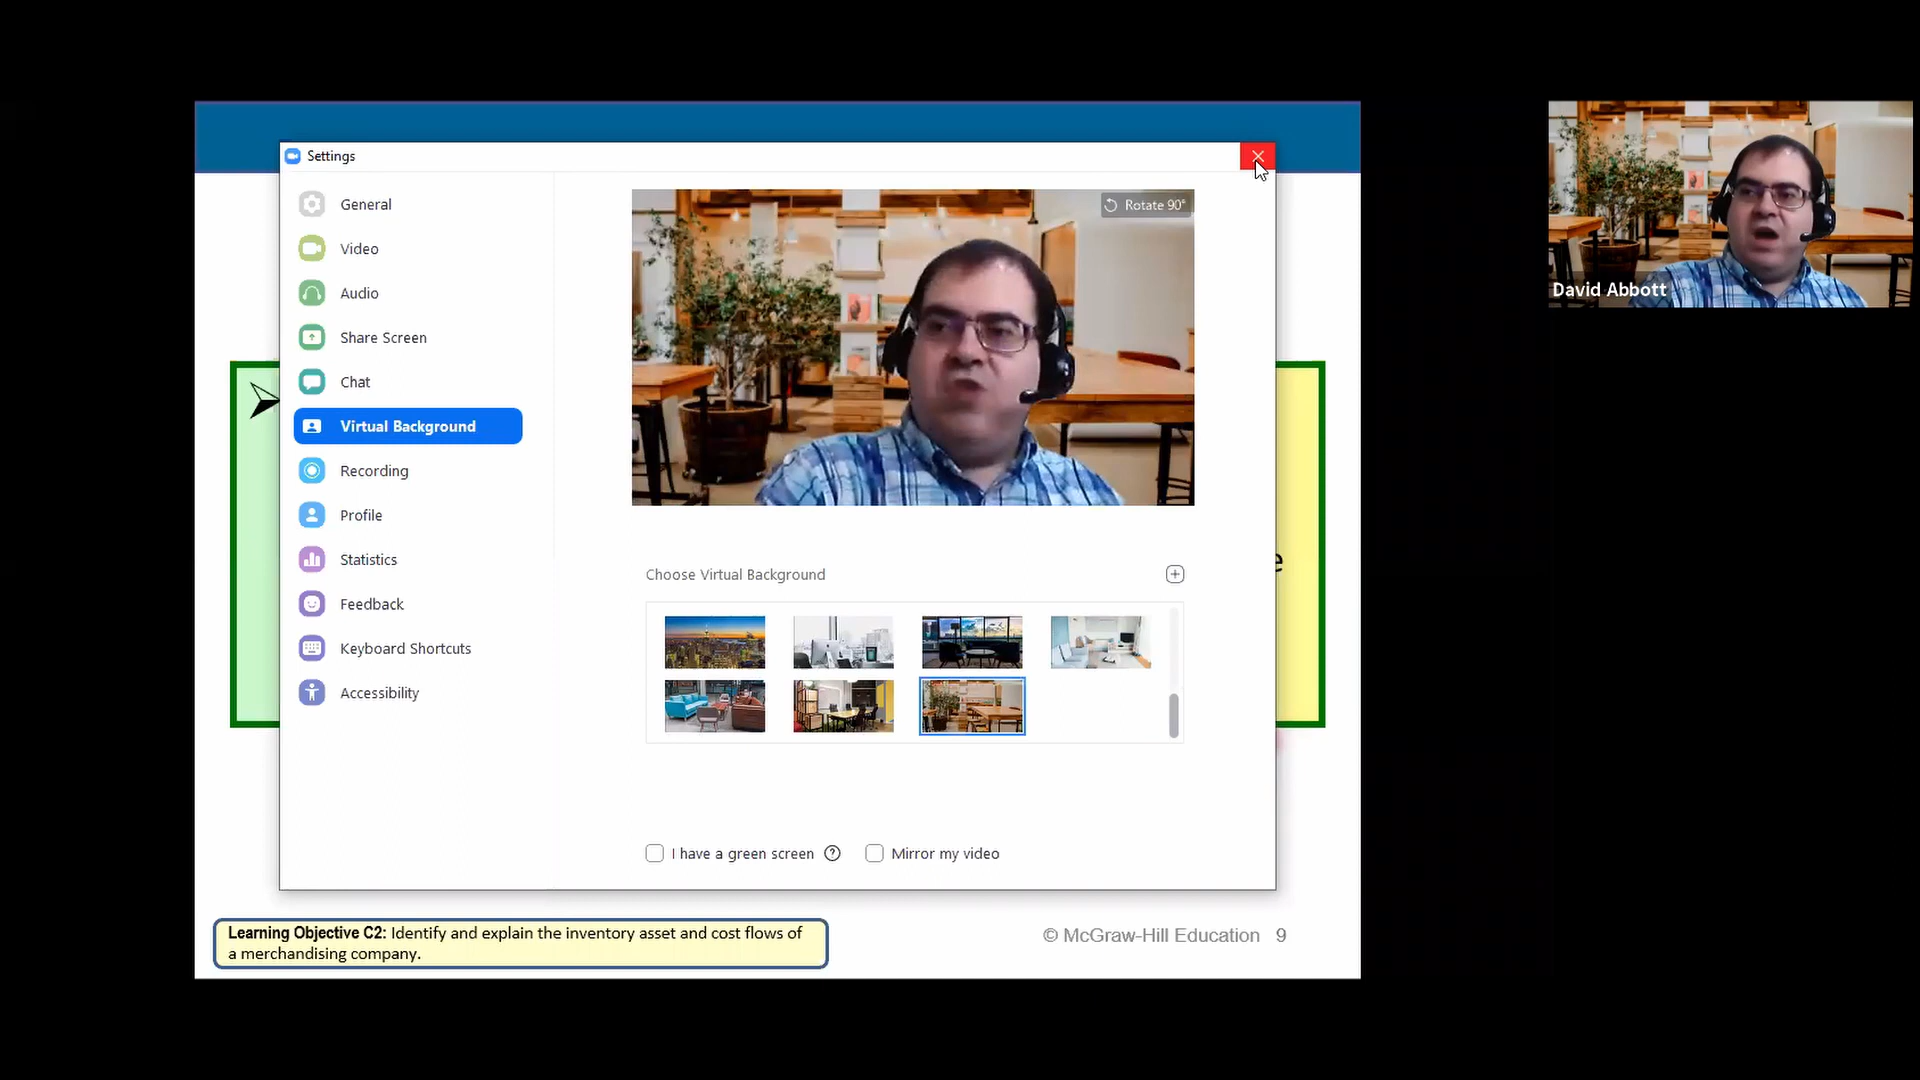 Settings
General
Video
Audio
Share Screen
Chat
Virtual Background
Recording
Profile
Statistics
Feedback
Keyboard Shortcuts
Accessibility
Rotate 90°
Choose Virtual Background
I have a green screen
Mirror my video
e
Learning Objective C2: Identify and explain the inventory asset and cost flows of
a merchandising company.
© McGraw-Hill Education 9
David Abbott